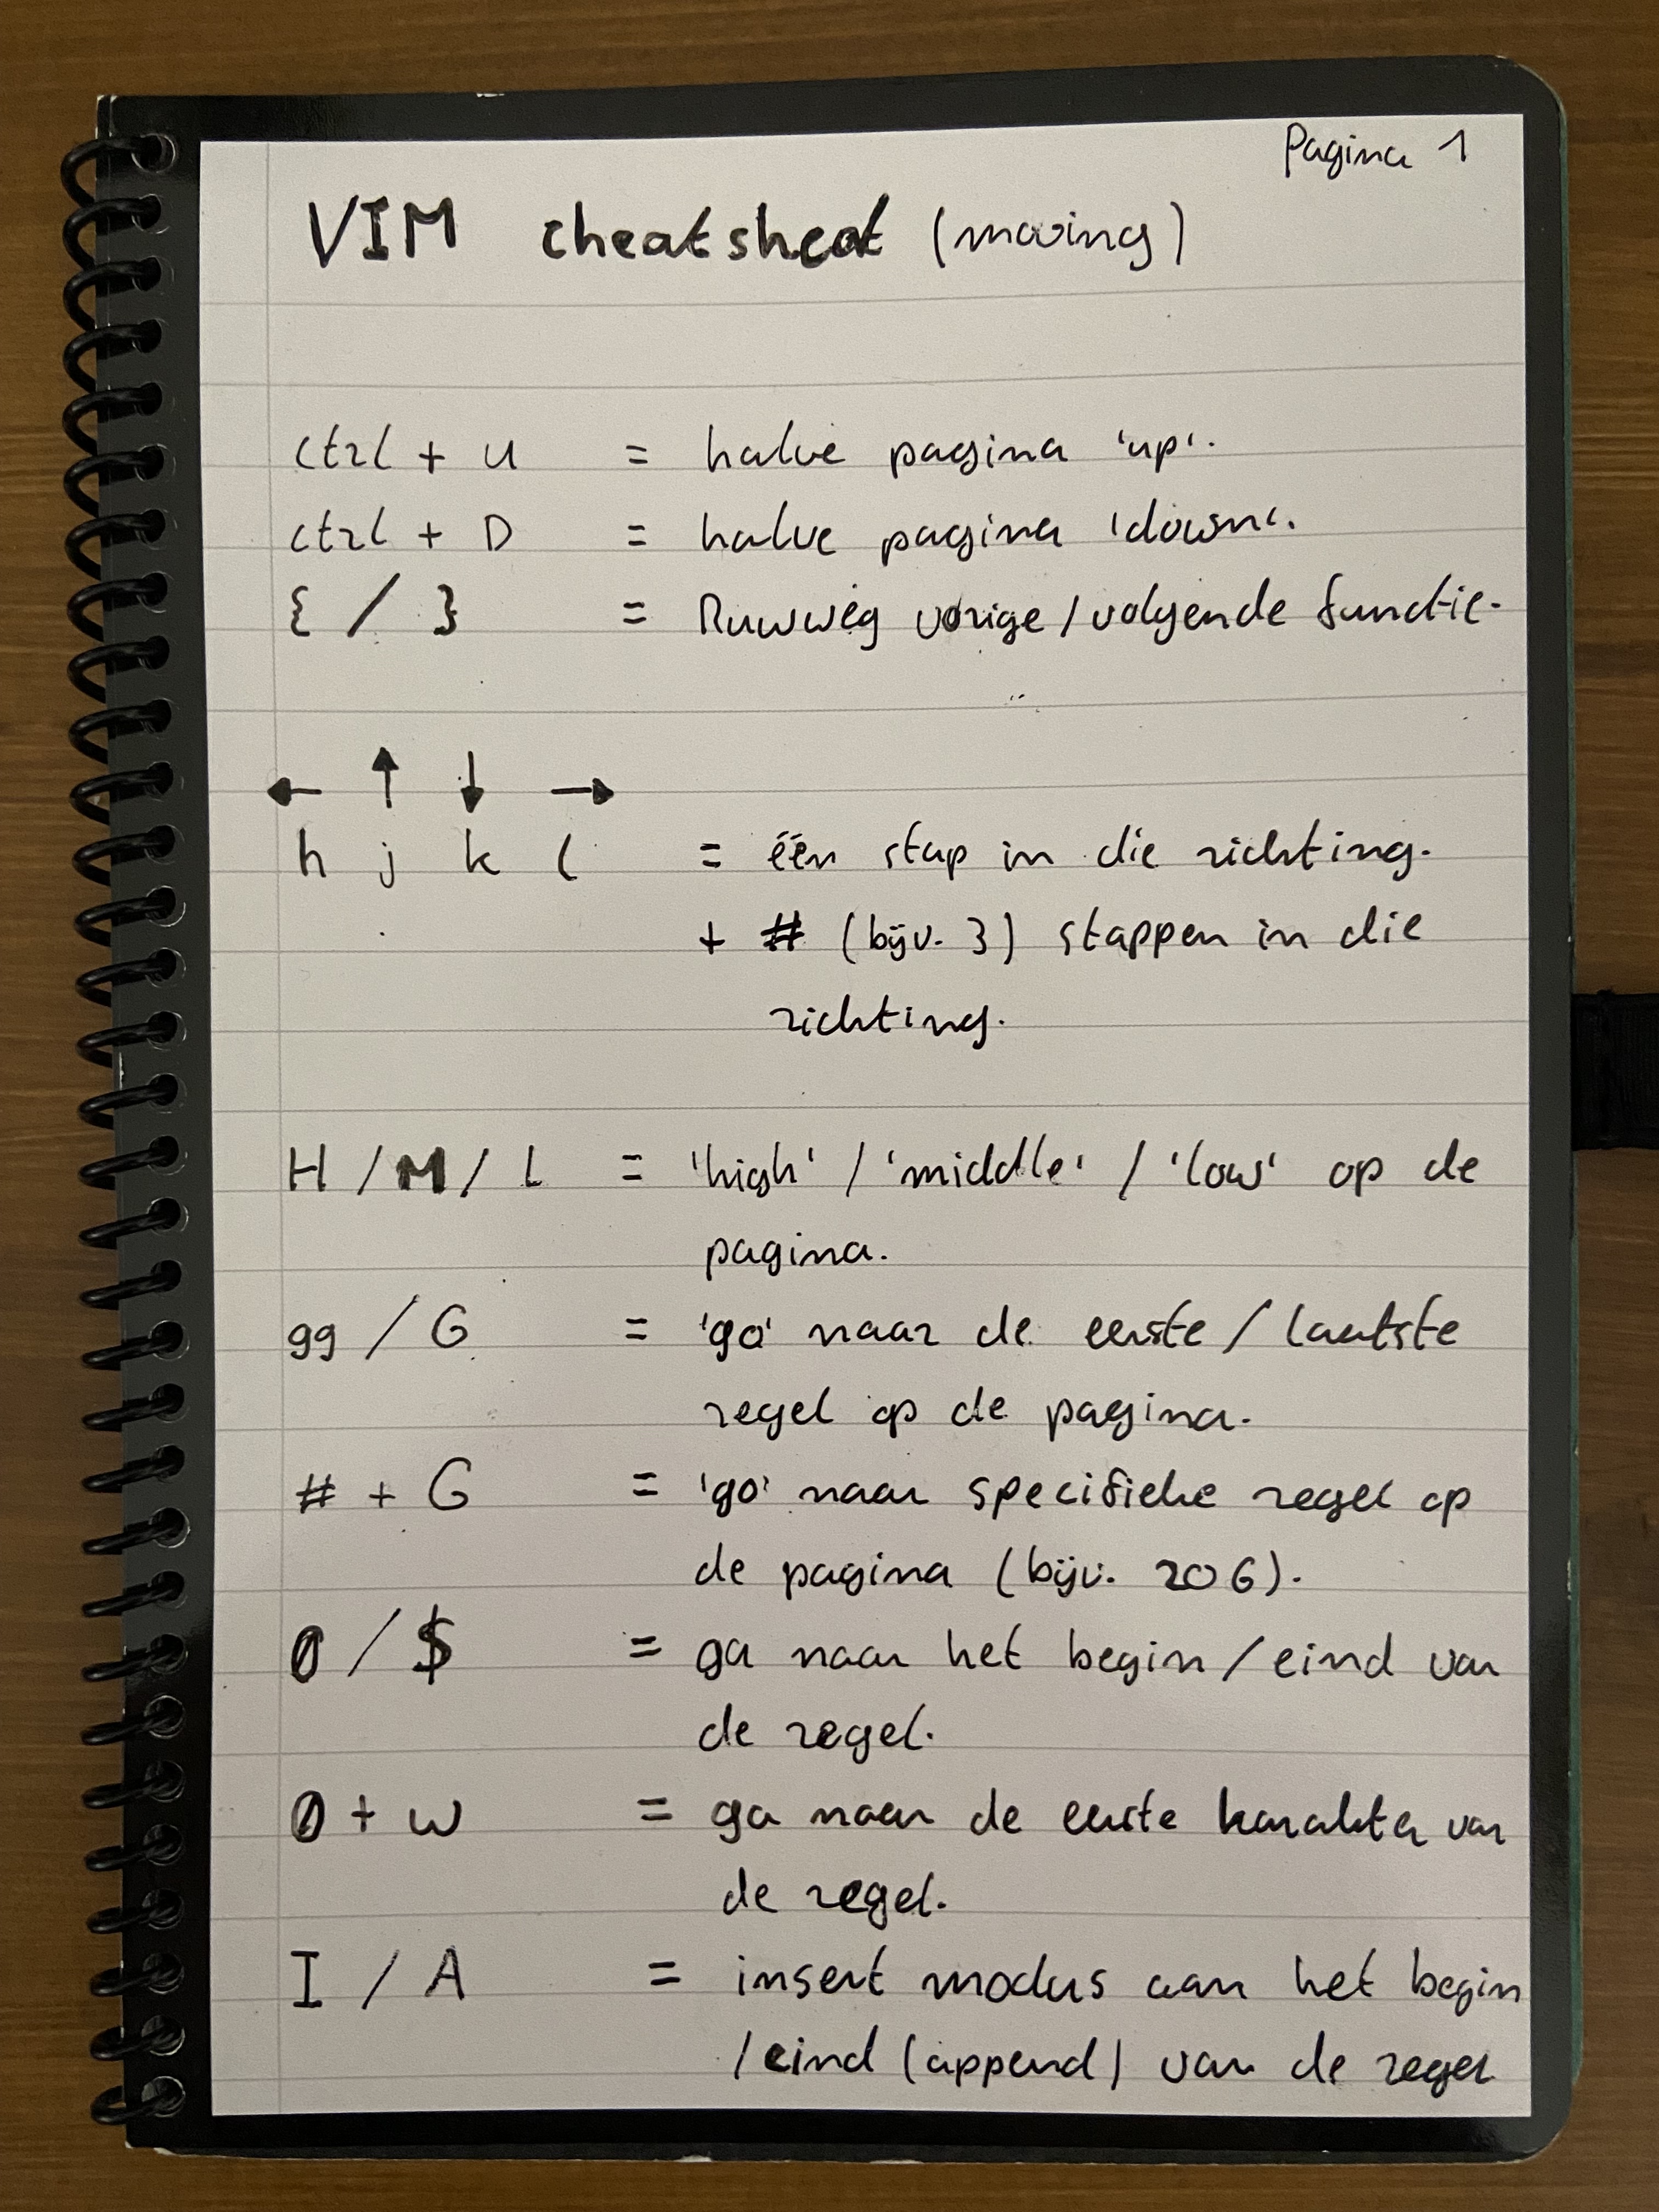 Pagina 1
VIM cheatsheat (moving)
ctrl + U = halve pagina 'up'.
ctrl + D = halve pagina 'down'.
{ / } = Ruwweg vorige / volgende functie.
← ↑ ↓ →
h j k l = één stap in die richting.
+ # (bijv. 3) stappen in die
richting.
H / M / L = 'high' / 'middle' / 'low' op de
pagina.
gg / G = 'go' naar de eerste / laatste
regel op de pagina.
# + G = 'go' naar specifieke regel op
de pagina (bijv. 20G).
0 / $ = ga naar het begin / eind van
de regel.
0 + w = ga naar de eerste karakter van
de regel.
I / A = insert modus aan het begin
/ eind (append) van de regel